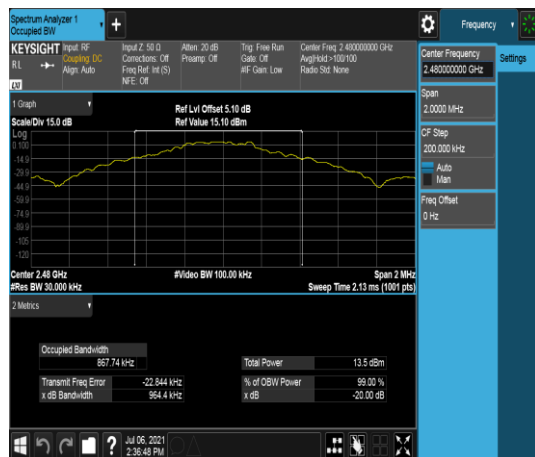 Spectrum Analyzer 1
Occupied BW
+
Frequency
KEYSIGHT
RL
LXI
Input: RF
Coupling: DC
Align: Auto
Input Z: 50 Ω
Corrections: Off
Freq Ref: Int (S)
NFE: Off
Atten: 20 dB
Preamp: Off
Trig: Free Run
Gate: Off
#IF Gain: Low
Center Freq: 2.480000000 GHz
Avg|Hold:>100/100
Radio Std: None
Center Frequency
2.480000000 GHz
Settings
Span
2.0000 MHz
CF Step
200.000 kHz
Auto
Man
Freq Offset
0 Hz
1 Graph
Scale/Div 15.0 dB
Ref Lvl Offset 5.10 dB
Ref Value 15.10 dBm
Log
0.100
-14.9
-29.9
-44.9
-59.9
-74.9
-89.9
-105
-120
Center 2.48 GHz
#Video BW 100.00 kHz
Span 2 MHz
#Res BW 30.000 kHz
Sweep Time 2.13 ms (1001 pts)
2 Metrics
Occupied Bandwidth
867.74 kHz
Total Power
13.5 dBm
Transmit Freq Error
-22.844 kHz
% of OBW Power
99.00 %
x dB Bandwidth
964.4 kHz
x dB
-20.00 dB
?
Jul 06, 2021
2:36:48 PM